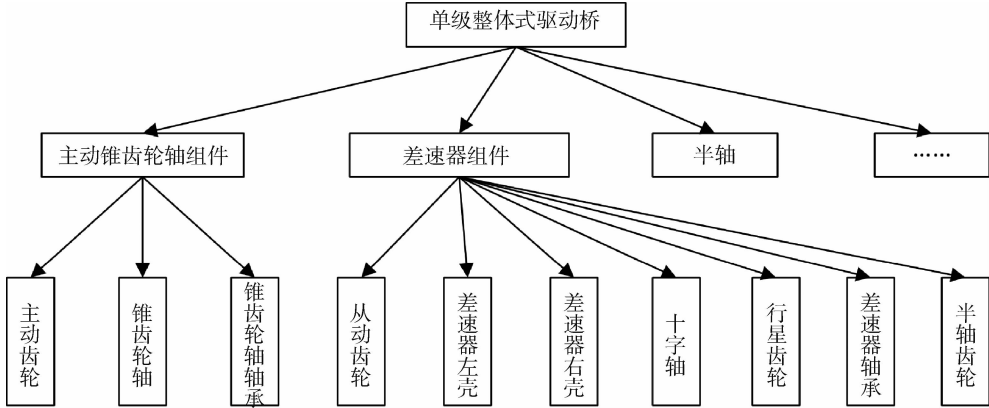 单级整体式驱动桥
主动锥齿轮轴组件
差速器组件
半轴
……
主动齿轮
锥齿轮轴
锥齿轮轴轴承
从动齿轮
差速器左壳
差速器右壳
十字轴
行星齿轮
差速器轴承
半轴齿轮